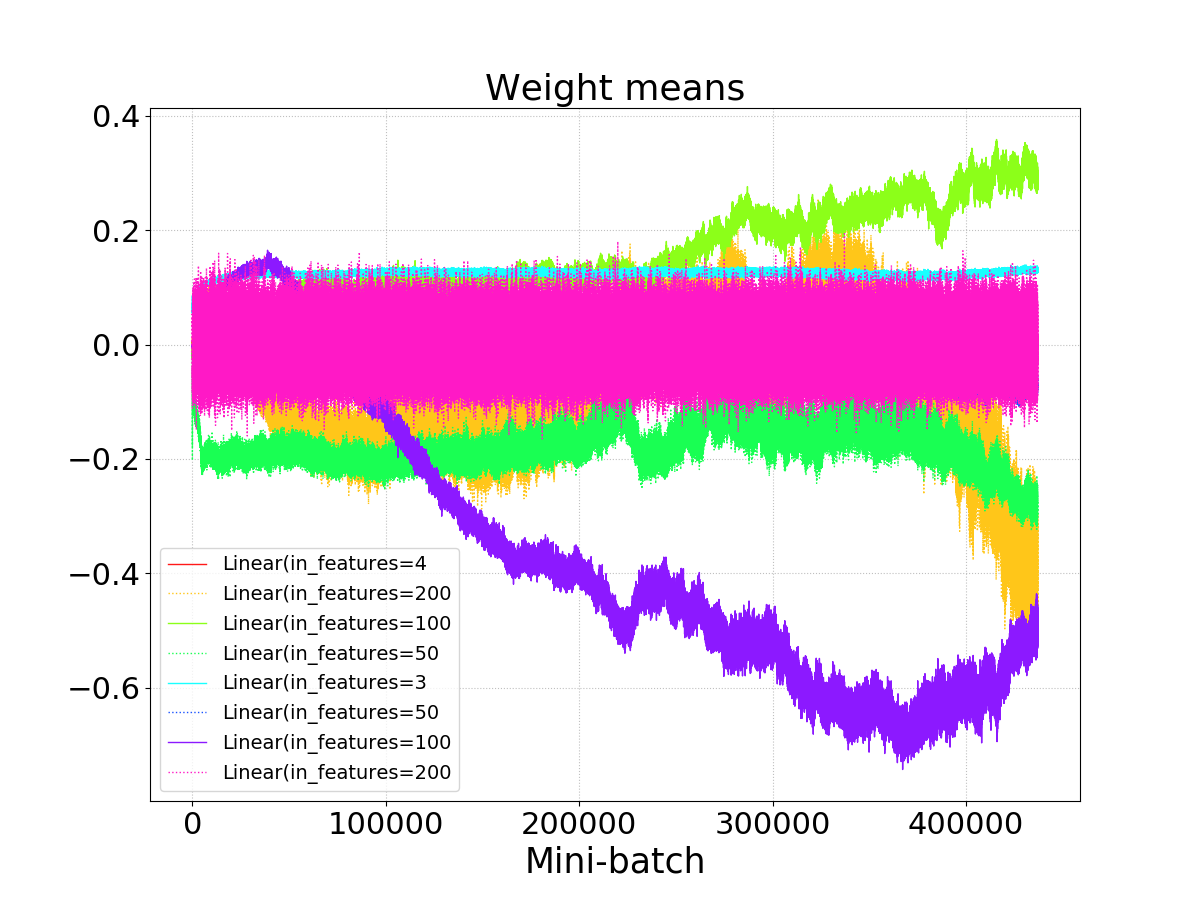 Weight means
0.4
0.2
0.0
−0.2
−0.4
−0.6
Linear(in_features=4
Linear(in_features=200
Linear(in_features=100
Linear(in_features=50
Linear(in_features=3
Linear(in_features=50
Linear(in_features=100
Linear(in_features=200
0 100000 200000 300000 400000
Mini-batch